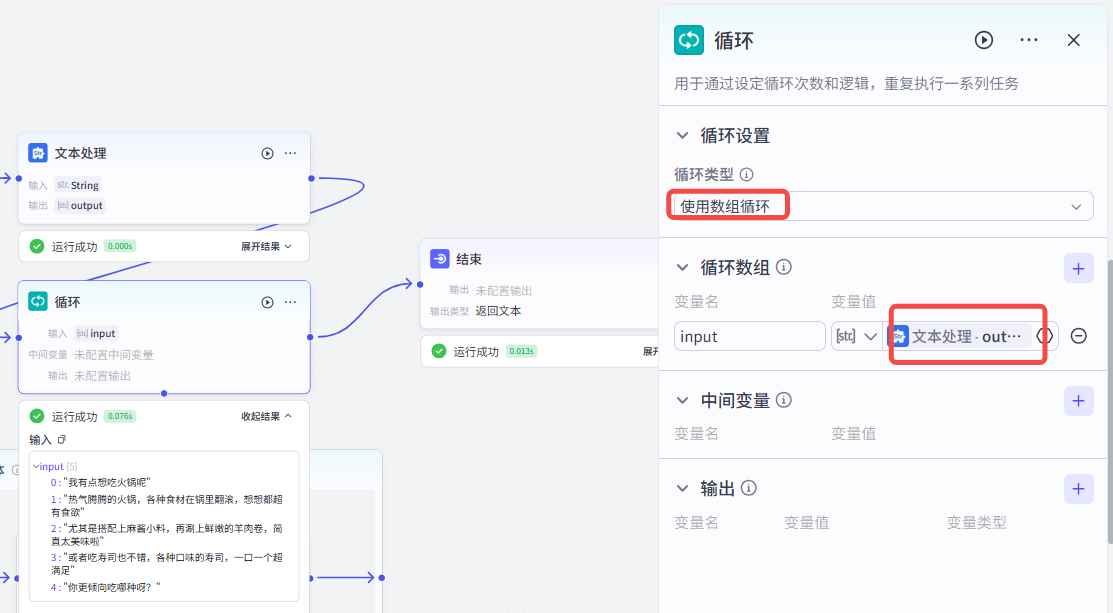 文本处理
输入 str. String
输出 [str] output
运行成功 0.000s 展开结果
循环
输入 [str] input
中间变量 未配置中间变量
输出 未配置输出
运行成功 0.076s 收起结果
输入
input {5}
0 : "我有点想吃火锅呢"
1 : "热气腾腾的火锅，各种食材在锅里翻滚，想想都超
有食欲"
2 : "尤其是搭配上麻酱小料，再涮上鲜嫩的羊肉卷，简
直太美味啦"
3 : "或者吃寿司也不错，各种口味的寿司，一口一个超
满足"
4 : "你更倾向吃哪种呀？"
结束
输出 未配置输出
输出类型 返回文本
运行成功 0.013s 展开
循环
用于通过设定循环次数和逻辑，重复执行一系列任务
循环设置
循环类型
使用数组循环
循环数组
变量名 变量值
input [str] 文本处理 - out···
中间变量
变量名 变量值
输出
变量名 变量值 变量类型